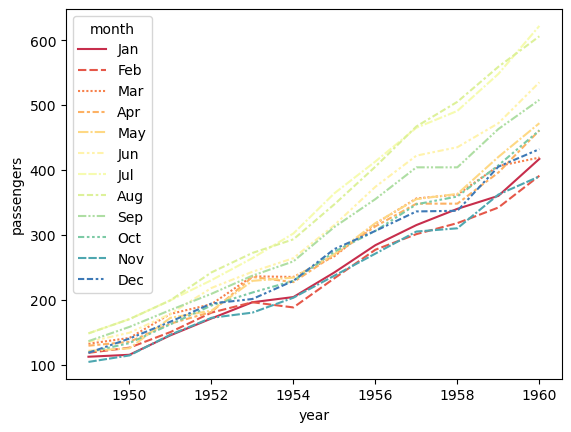 month
Jan
Feb
Mar
Apr
May
Jun
Jul
Aug
Sep
Oct
Nov
Dec
600
500
400
300
200
100
passengers
1950 1952 1954 1956 1958 1960
year